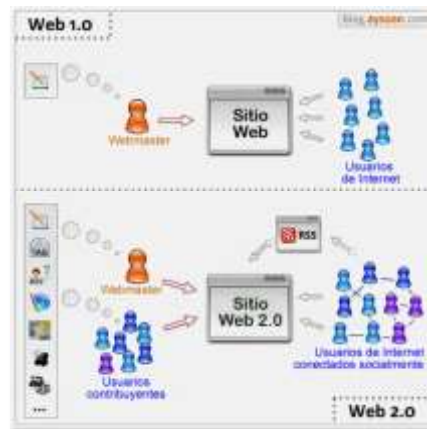 Web 1.0
blog.aysoon.com
Webmaster
Sitio
Web
Usuarios
de Internet
RSS
Webmaster
Sitio
Web 2.0
Usuarios
contribuyentes
Usuarios de Internet
conectados socialmente
...
Web 2.0